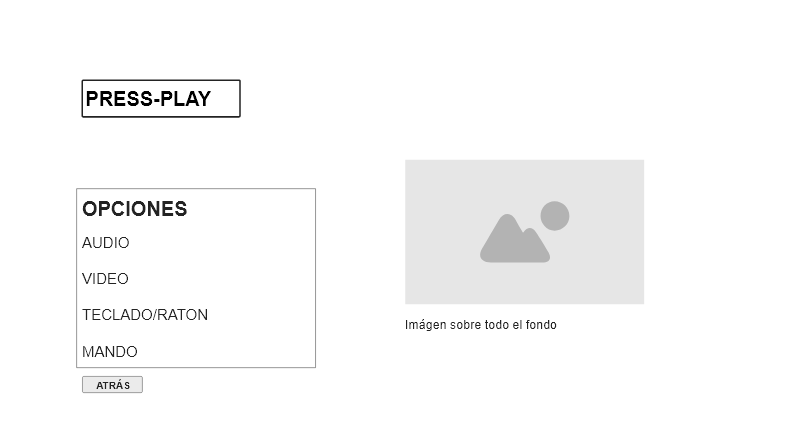 PRESS-PLAY
OPCIONES
AUDIO
VIDEO
TECLADO/RATON
MANDO
ATRÁS
Imágen sobre todo el fondo